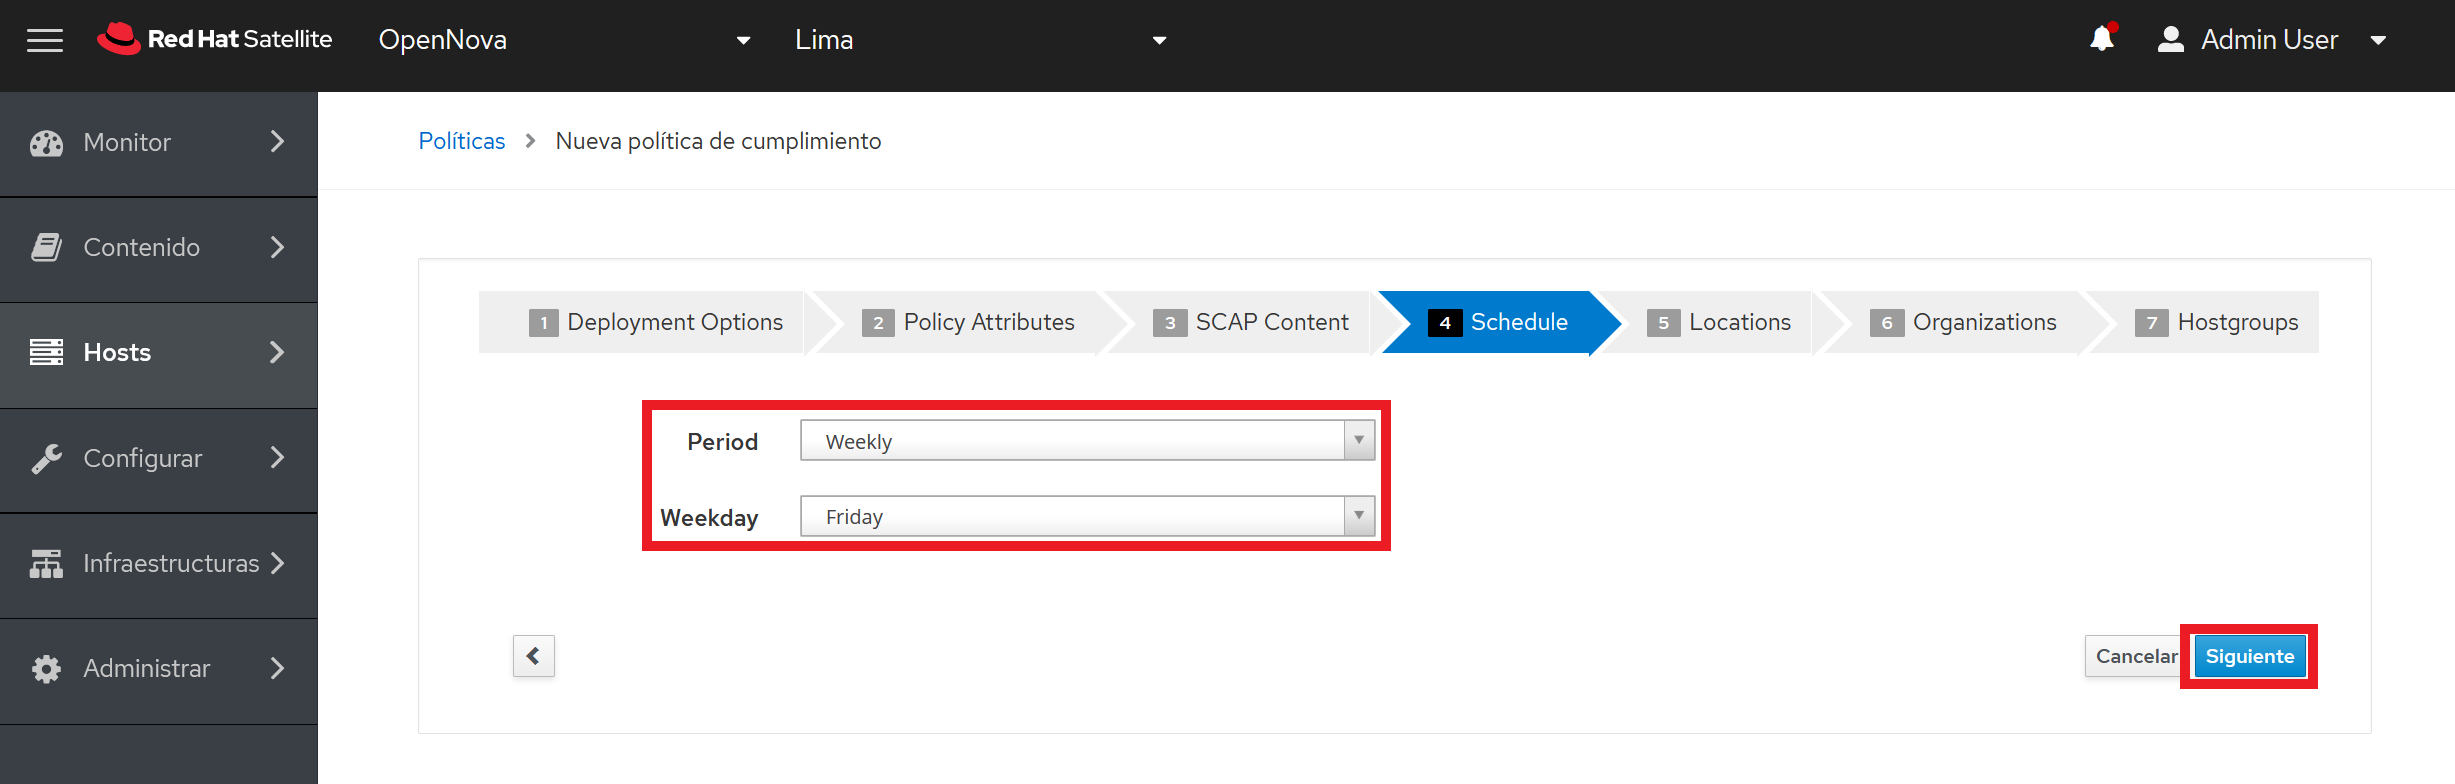 Red Hat Satellite OpenNova Lima Admin User
Monitor
Contenido
Hosts
Configurar
Infraestructuras
Administrar
Políticas > Nueva política de cumplimiento
1 Deployment Options 2 Policy Attributes 3 SCAP Content 4 Schedule 5 Locations 6 Organizations 7 Hostgroups
Period Weekly
Weekday Friday
Cancelar Siguiente